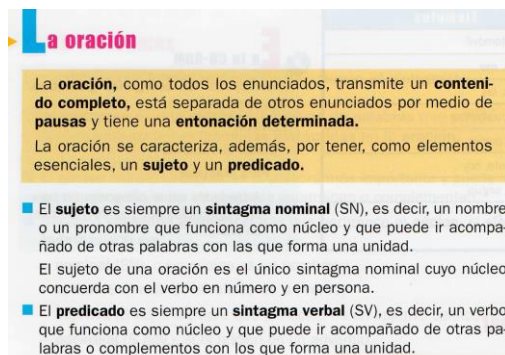 La oración
La oración, como todos los enunciados, transmite un conteni-
do completo, está separada de otros enunciados por medio de
pausas y tiene una entonación determinada.
La oración se caracteriza, además, por tener, como elementos
esenciales, un sujeto y un predicado.
El sujeto es siempre un sintagma nominal (SN), es decir, un nombre
o un pronombre que funciona como núcleo y que puede ir acompa-
ñado de otras palabras con las que forma una unidad.
El sujeto de una oración es el único sintagma nominal cuyo núcleo
concuerda con el verbo en número y en persona.
El predicado es siempre un sintagma verbal (SV), es decir, un verbo
que funciona como núcleo y que puede ir acompañado de otras pa-
labras o complementos con los que forma una unidad.